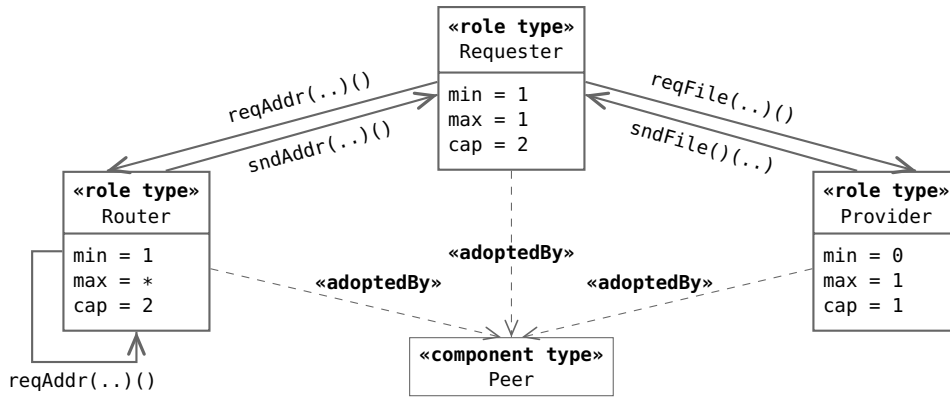 «role type»
Requester
min = 1
max = 1
cap = 2
reqAddr(..)()
sndAddr(..)()
reqFile(..)()
sndFile()(..)
«role type»
Router
min = 1
max = *
cap = 2
reqAddr(..)()
«role type»
Provider
min = 0
max = 1
cap = 1
«adoptedBy»
«adoptedBy»
«adoptedBy»
«component type»
Peer